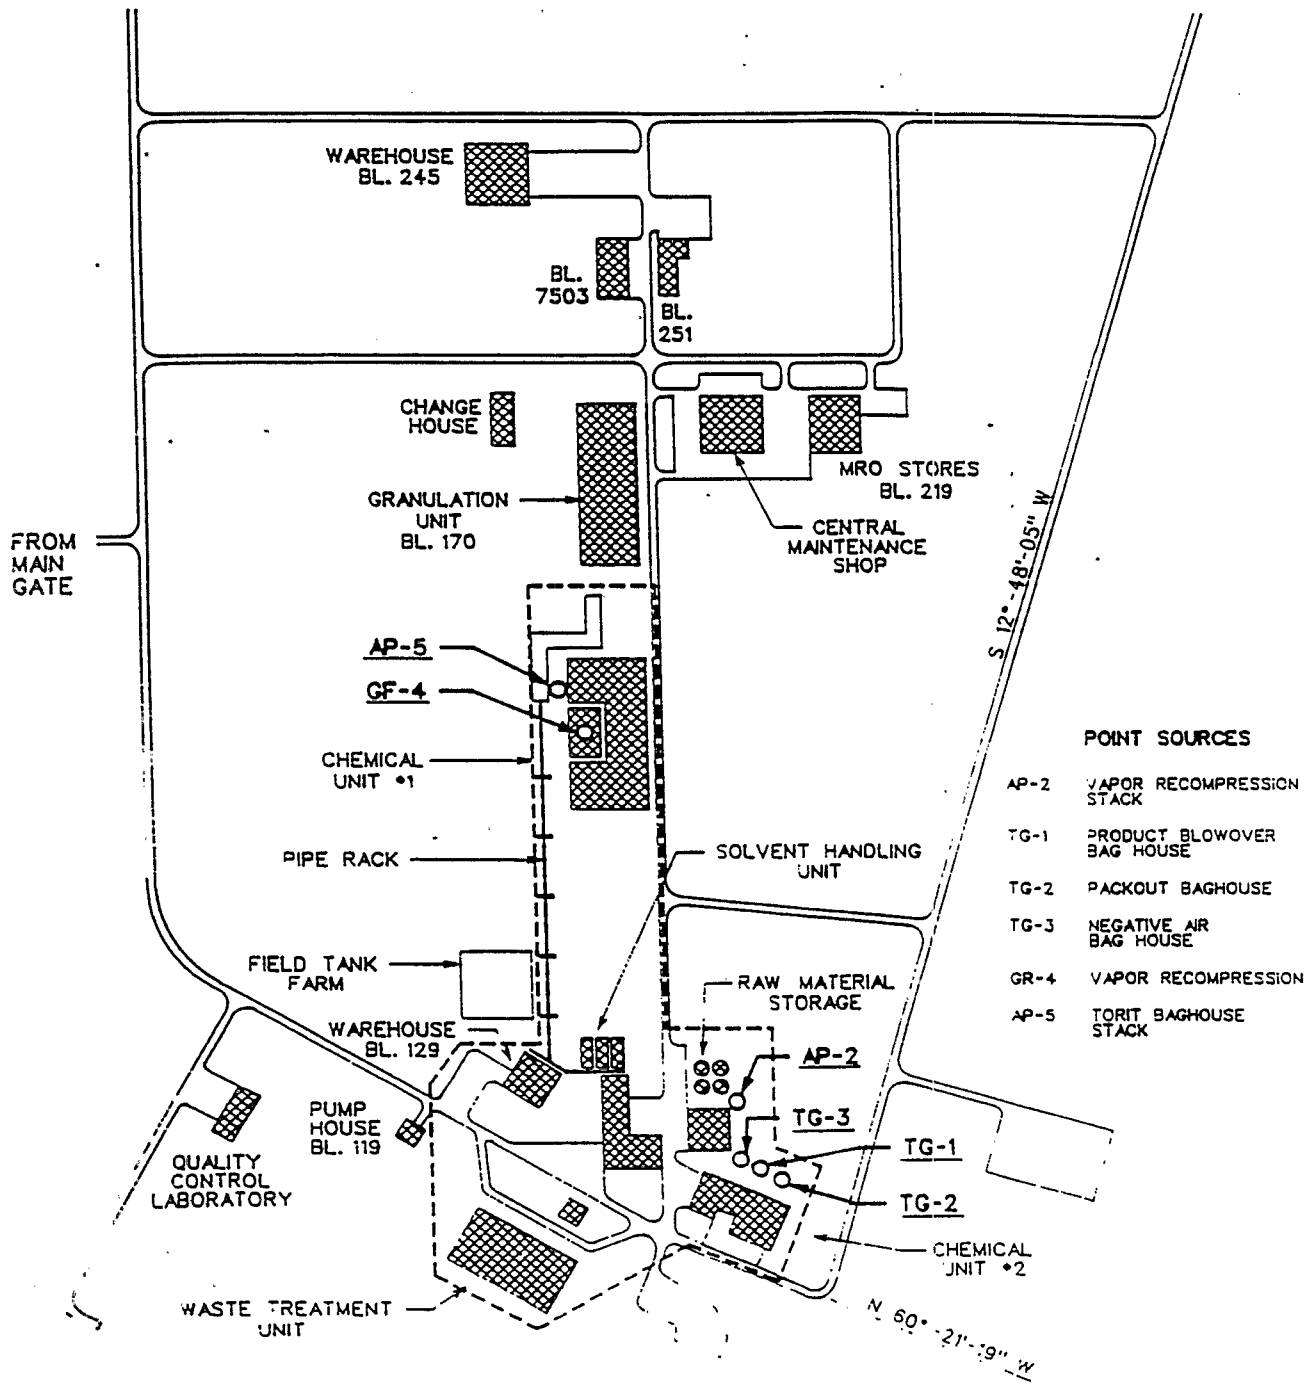 WAREHOUSE
BL. 245
BL.
7503
BL.
251
CHANGE
HOUSE
GRANULATION
UNIT
BL. 170
MRO STORES
BL. 219
CENTRAL
MAINTENANCE
SHOP
FROM
MAIN
GATE
S 12°-48'-05" W
AP-5
GF-4
CHEMICAL
UNIT #1
PIPE RACK
SOLVENT HANDLING
UNIT
FIELD TANK
FARM
RAW MATERIAL
STORAGE
WAREHOUSE
BL. 129
AP-2
PUMP
HOUSE
BL. 119
TG-3
TG-1
TG-2
QUALITY
CONTROL
LABORATORY
CHEMICAL
UNIT #2
WASTE TREATMENT
UNIT
N 60°-21'-19" W
POINT SOURCES
AP-2 VAPOR RECOMPRESSION
STACK
TG-1 PRODUCT BLOWOVER
BAG HOUSE
TG-2 PACKOUT BAGHOUSE
TG-3 NEGATIVE AIR
BAG HOUSE
GR-4 VAPOR RECOMPRESSION
AP-5 TORIT BAGHOUSE
STACK